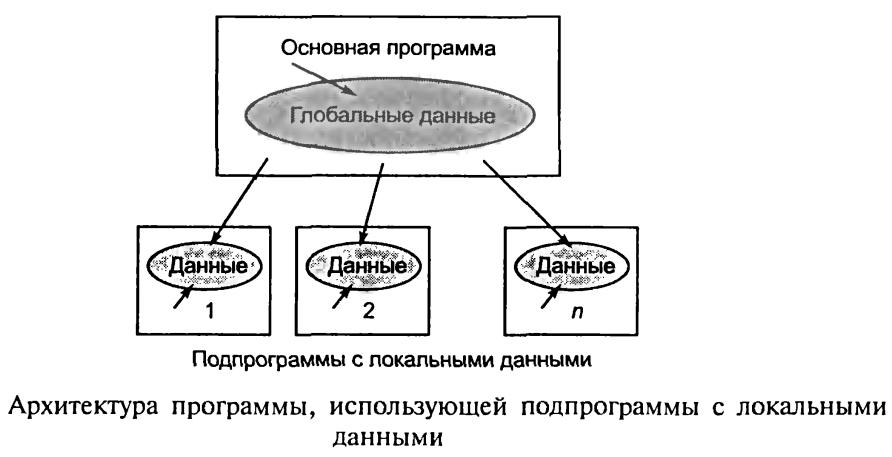 Основная программа
Глобальные данные
Данные Данные Данные
1 2 n
Подпрограммы с локальными данными
Архитектура программы, использующей подпрограммы с локальными
данными